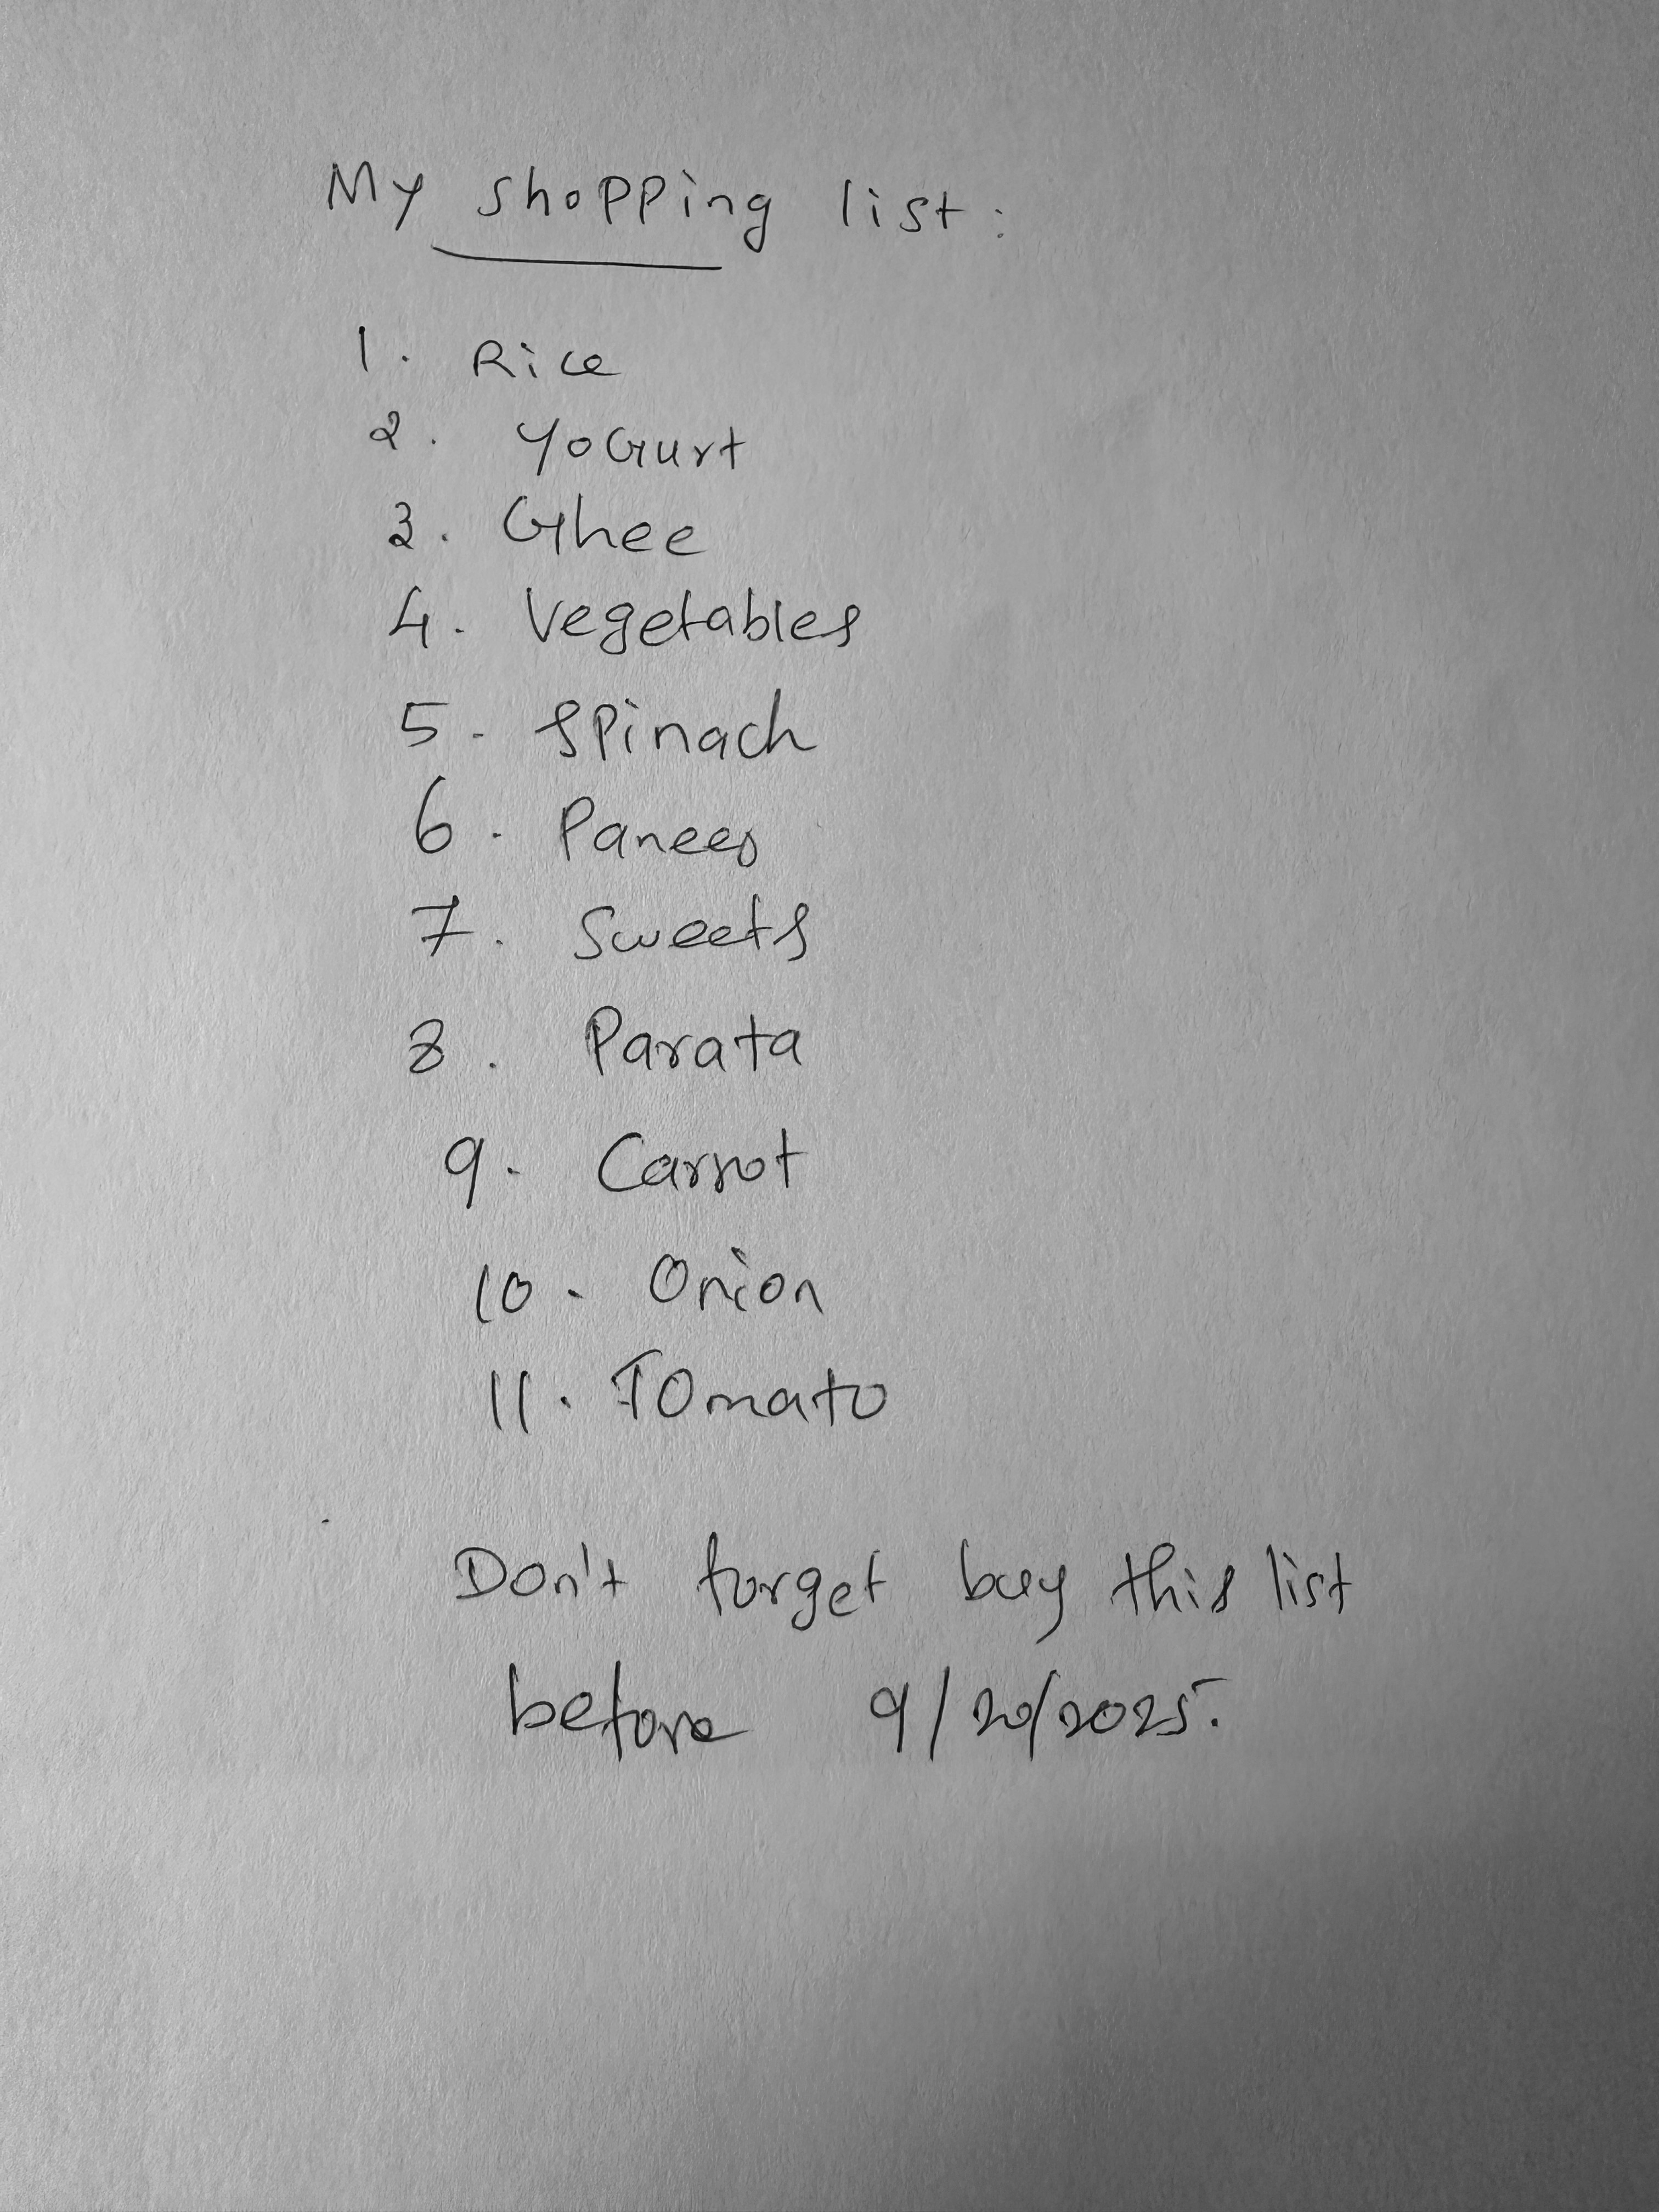 My shopping list:
1. Rice
2. YoGurt
3. Ghee
4. Vegetables
5. Spinach
6. Paneer
7. Sweets
8. Parata
9. Carrot
10. Onion
11. TOmato
Don't forget buy this list
before 9/20/2025.